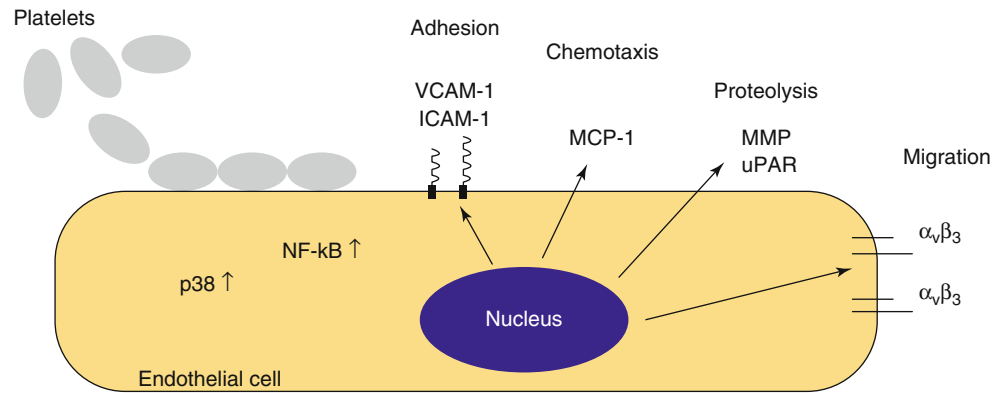 Platelets
Adhesion
VCAM-1
ICAM-1
Chemotaxis
MCP-1
Proteolysis
MMP
uPAR
Migration
αvβ3
αvβ3
NF-kB ↑
p38 ↑
Nucleus
Endothelial cell